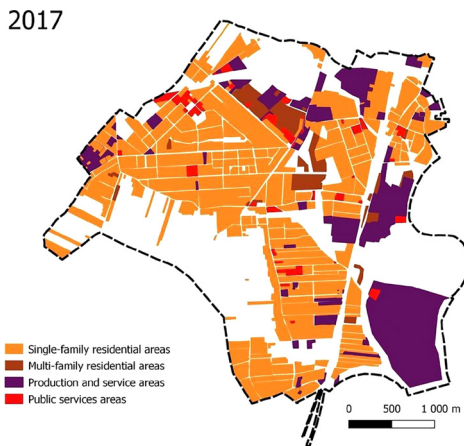 2017
Single-family residential areas
Multi-family residential areas
Production and service areas
Public services areas
0 500 1 000 m